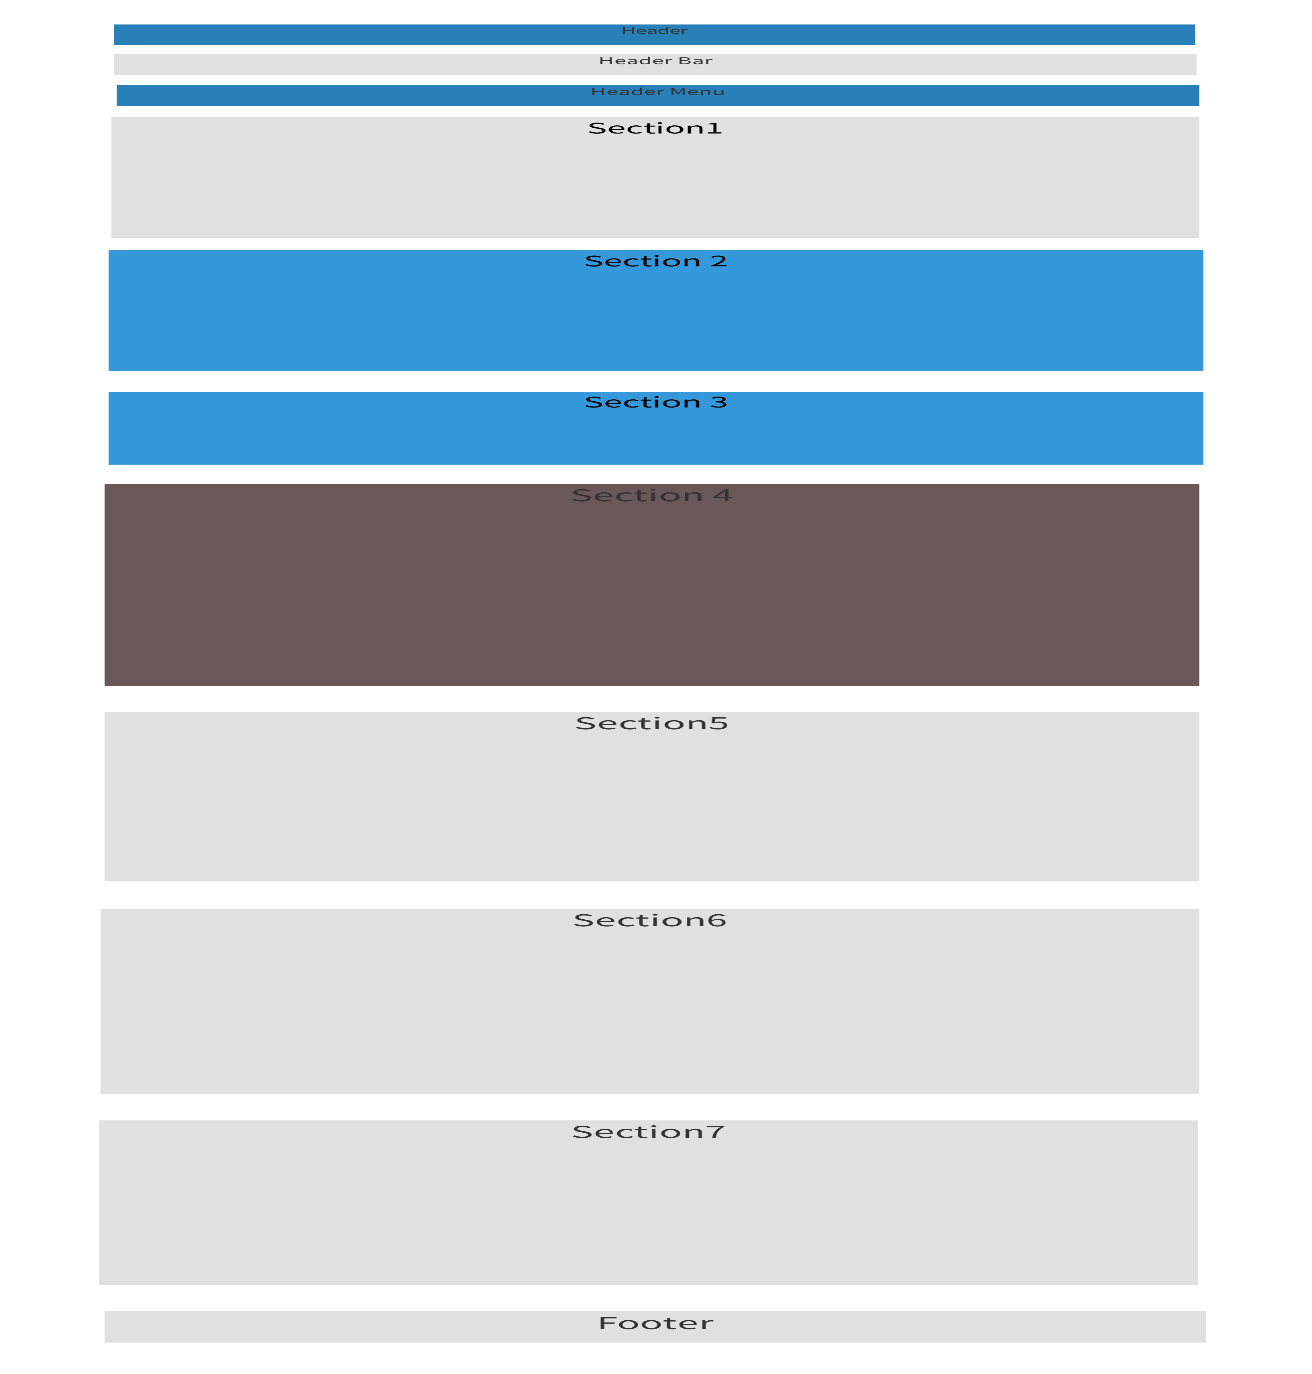 Header
Header Bar
Header Menu
Section1
Section 2
Section 3
Section 4
Section5
Section6
Section7
Footer